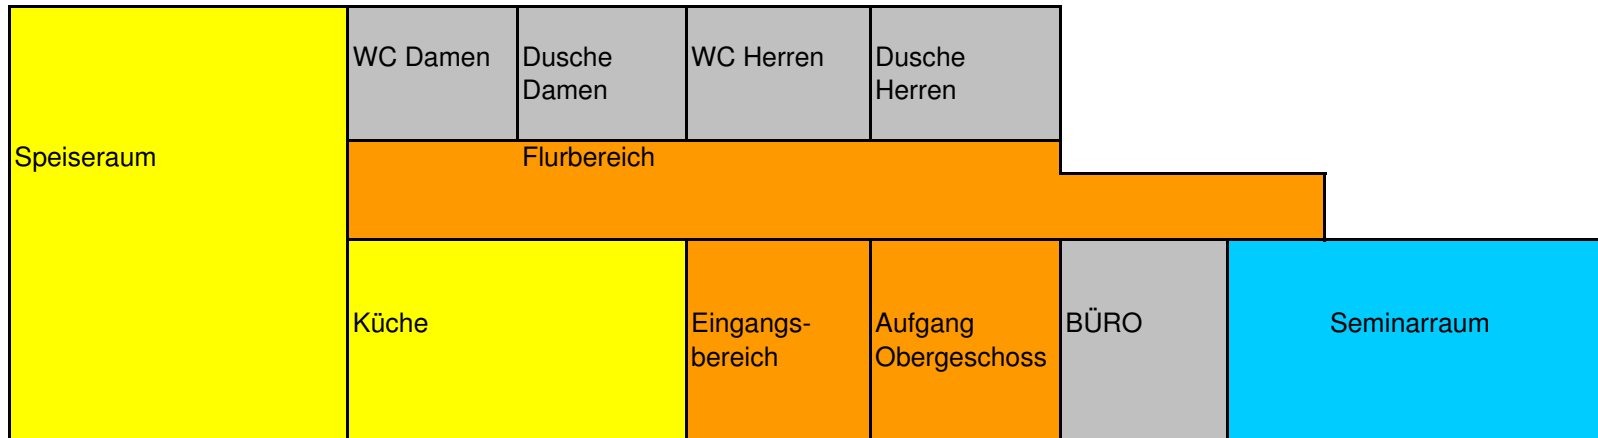 WC Damen
Dusche
Damen
WC Herren
Dusche
Herren
Speiseraum
Flurbereich
Küche
Eingangs-
bereich
Aufgang
Obergeschoss
BÜRO
Seminarraum